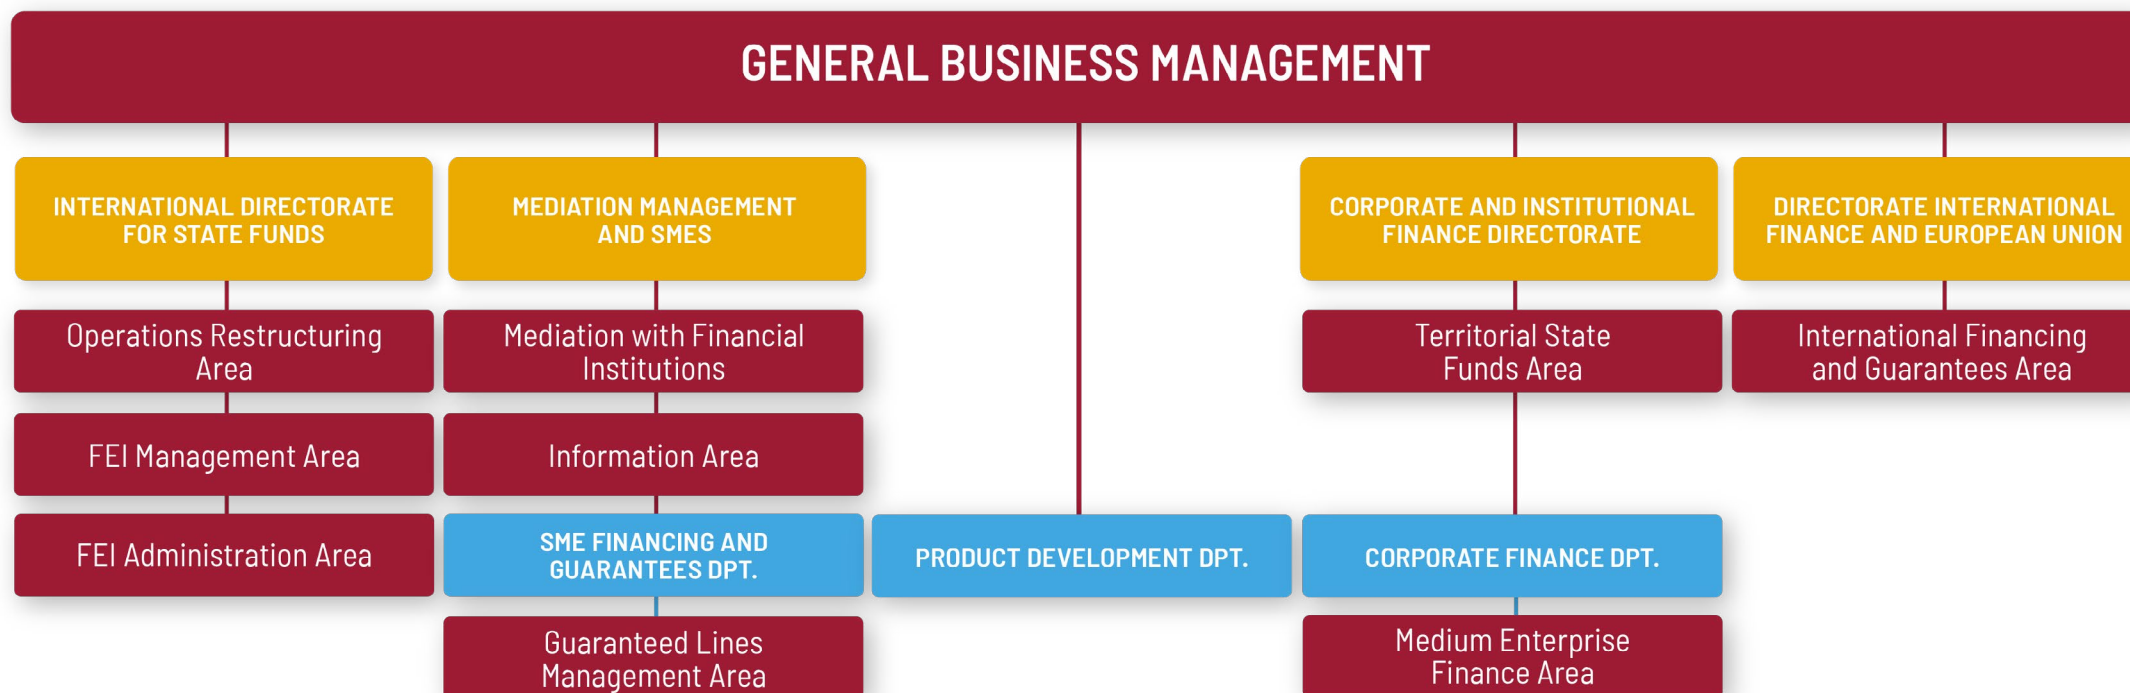 GENERAL BUSINESS MANAGEMENT
INTERNATIONAL DIRECTORATE
FOR STATE FUNDS
MEDIATION MANAGEMENT
AND SMES
CORPORATE AND INSTITUTIONAL
FINANCE DIRECTORATE
DIRECTORATE INTERNATIONAL
FINANCE AND EUROPEAN UNION
Operations Restructuring
Area
Mediation with Financial
Institutions
Territorial State
Funds Area
International Financing
and Guarantees Area
FEI Management Area
Information Area
FEI Administration Area
SME FINANCING AND
GUARANTEES DPT.
PRODUCT DEVELOPMENT DPT.
CORPORATE FINANCE DPT.
Guaranteed Lines
Management Area
Medium Enterprise
Finance Area